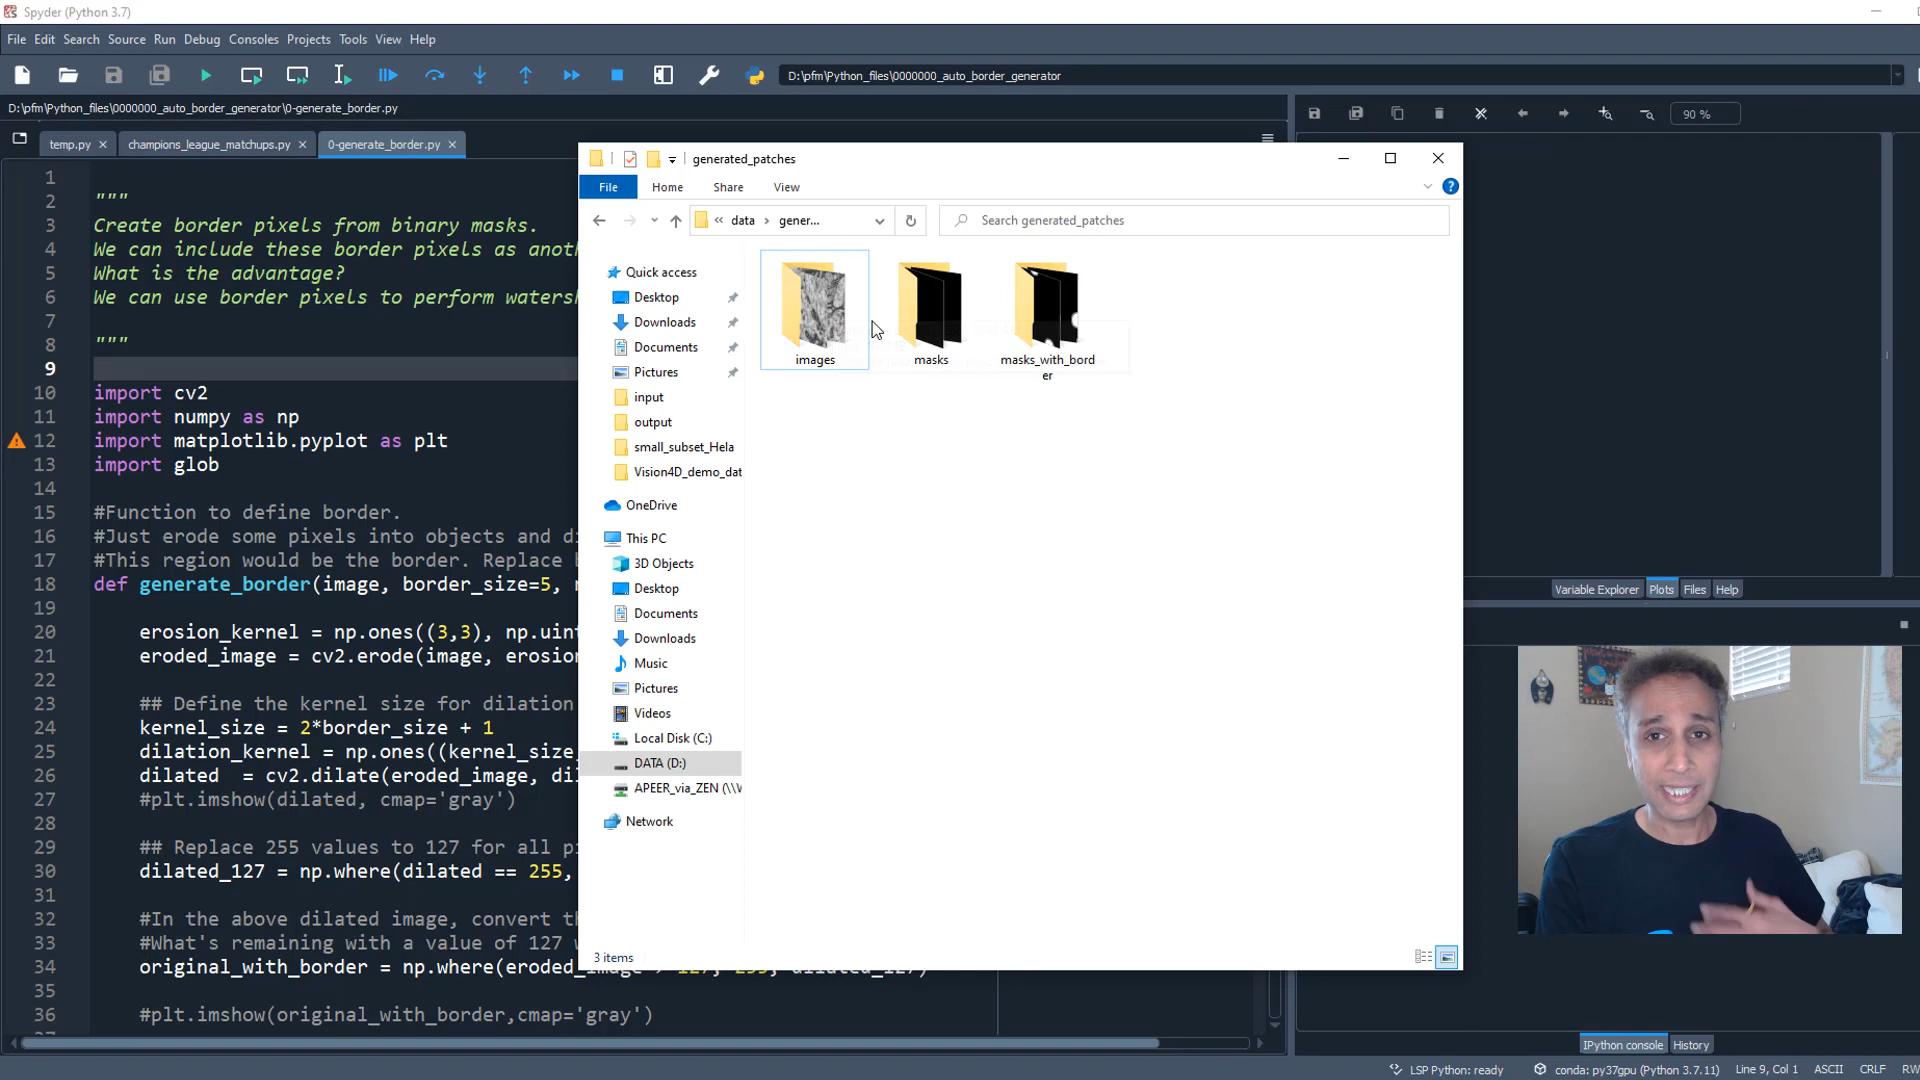 Spyder (Python 3.7)
File Edit Search Source Run Debug Consoles Projects Tools View Help
D:\pfm\Python_files\0000000_auto_border_generator
D:\pfm\Python_files\0000000_auto_border_generator\0-generate_border.py
temp.py champions_league_matchups.py 0-generate_border.py
90 %
1
2 """
3 Create border pixels from binary masks.
4 We can include these border pixels as anot
5 What is the advantage?
6 We can use border pixels to perform waters
7
8 """
9
10 import cv2
11 import numpy as np
12 import matplotlib.pyplot as plt
13 import glob
14
15 #Function to define border.
16 #Just erode some pixels into objects and d
17 #This region would be the border. Replace
18 def generate_border(image, border_size=5,
19
20 erosion_kernel = np.ones((3,3), np.uin
21 eroded_image = cv2.erode(image, erosio
22
23 ## Define the kernel size for dilation
24 kernel_size = 2*border_size + 1
25 dilation_kernel = np.ones((kernel_size
26 dilated  = cv2.dilate(eroded_image, di
27 #plt.imshow(dilated, cmap='gray')
28
29 ## Replace 255 values to 127 for all p
30 dilated_127 = np.where(dilated == 255,
31
32 #In the above dilated image, convert t
33 #What's remaining with a value of 127
34 original_with_border = np.where(
35
36 #plt.imshow(original_with_border,cmap='gray')
generated_patches
File Home Share View
data gener...
Search generated_patches
Quick access
Desktop
Downloads
Documents
Pictures
input
output
small_subset_Hela
Vision4D_demo_dat
OneDrive
This PC
3D Objects
Desktop
Documents
Downloads
Music
Pictures
Videos
Local Disk (C:)
DATA (D:)
APEER_via_ZEN (\\V
Network
images masks masks_with_bord
er
3 items
Variable Explorer Plots Files Help
IPython console History
LSP Python: ready conda: py37gpu (Python 3.7.11) Line 9, Col 1 ASCII CRLF RW